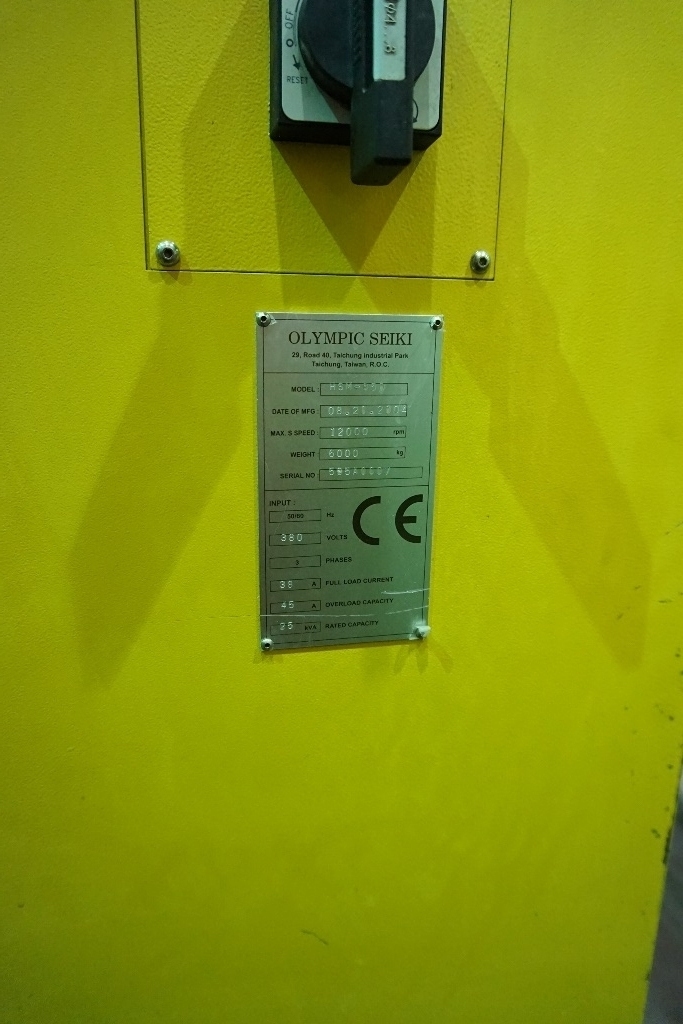 OFF
RESET
OLYMPIC SEIKI
29, Road 40, Taichung Industrial Park
Taichung, Taiwan, R.O.C.
MODEL :
DATE OF MFG :
MAX. S SPEED : 12000 rpm
WEIGHT : 6000 kg
SERIAL NO :
INPUT :
50/60 Hz
CE
380 VOLTS
3 PHASES
38 A FULL LOAD CURRENT
45 A OVERLOAD CAPACITY
25 KVA RATED CAPACITY